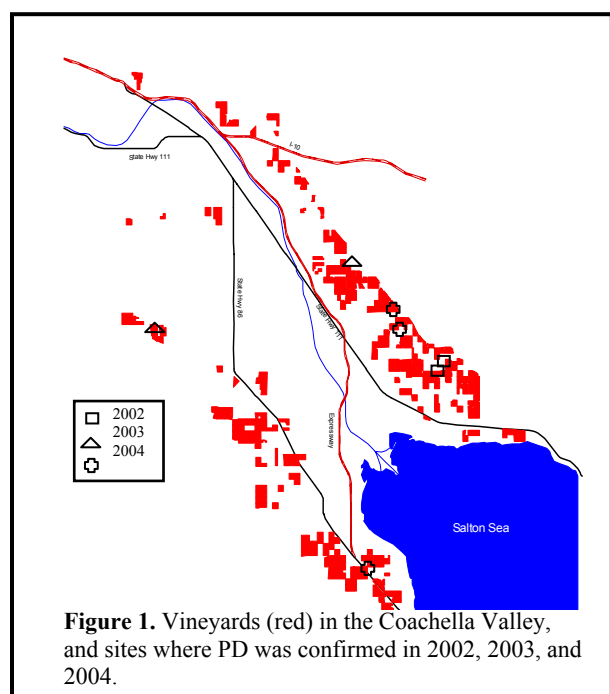 I-10
State Hwy 111
State Hwy 86
State Hwy 111
Expressway
2002
2003
2004
Salton Sea
Figure 1. Vineyards (red) in the Coachella Valley,
and sites where PD was confirmed in 2002, 2003, and
2004.